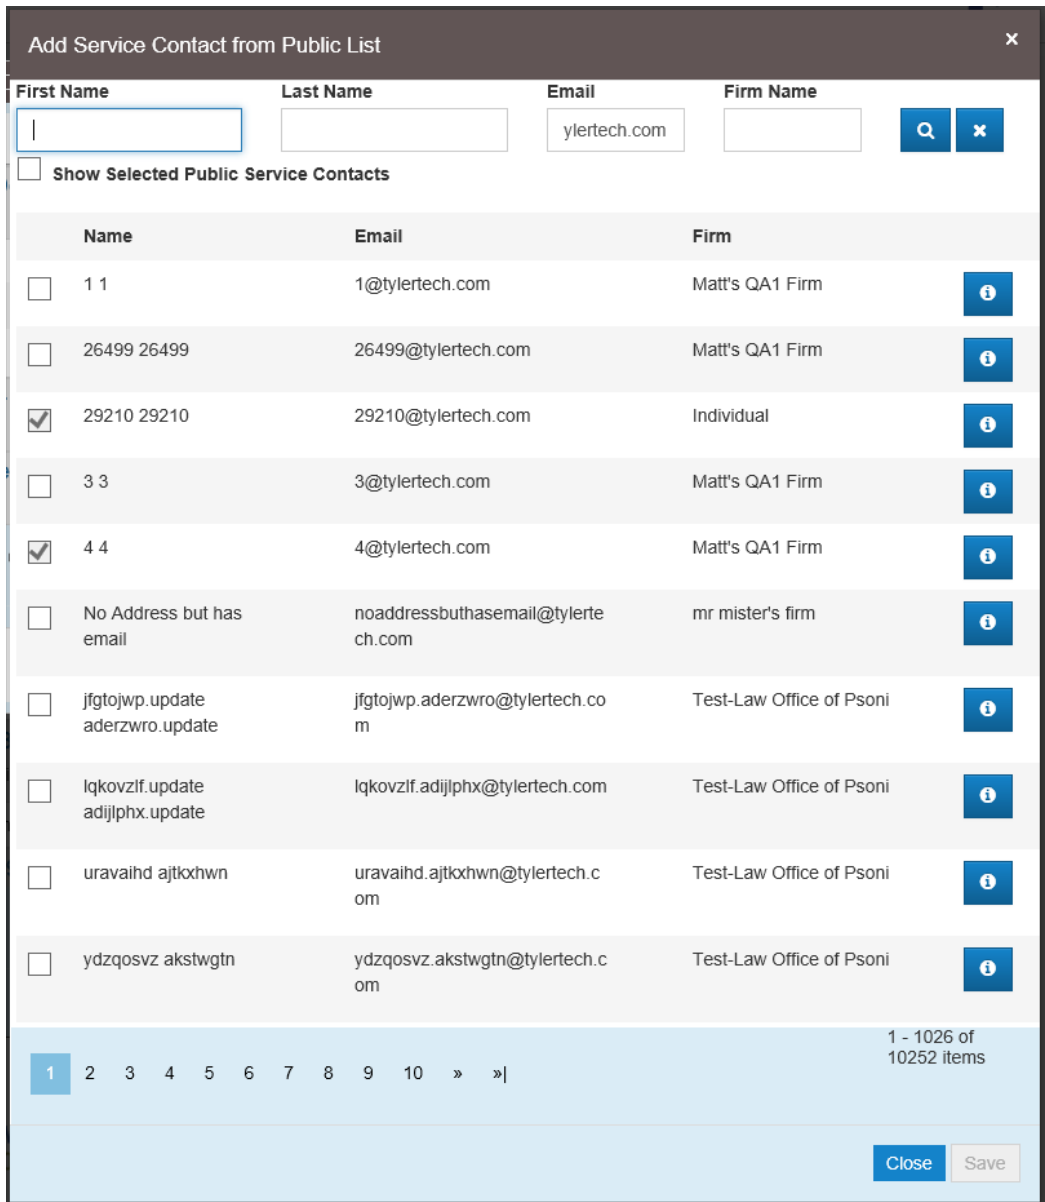 Add Service Contact from Public List ×
First Name Last Name Email Firm Name
ylertech.com
Show Selected Public Service Contacts
Name Email Firm
1 1 1@tylertech.com Matt's QA1 Firm
26499 26499 26499@tylertech.com Matt's QA1 Firm
29210 29210 29210@tylertech.com Individual
3 3 3@tylertech.com Matt's QA1 Firm
4 4 4@tylertech.com Matt's QA1 Firm
No Address but has noaddressbuthasemail@tylerte mr mister's firm
email ch.com
jfgtojwp.update jfgtojwp.aderzwro@tylertech.co Test-Law Office of Psoni
aderzwro.update m
lqkovzlf.update lqkovzlf.adijlphx@tylertech.com Test-Law Office of Psoni
adijlphx.update
uravaihd ajtkxhwn uravaihd.ajtkxhwn@tylertech.c Test-Law Office of Psoni
om
ydzqosvz akstwgtn ydzqosvz.akstwgtn@tylertech.c Test-Law Office of Psoni
om
1 - 1026 of
10252 items
1 2 3 4 5 6 7 8 9 10 » »|
Close Save